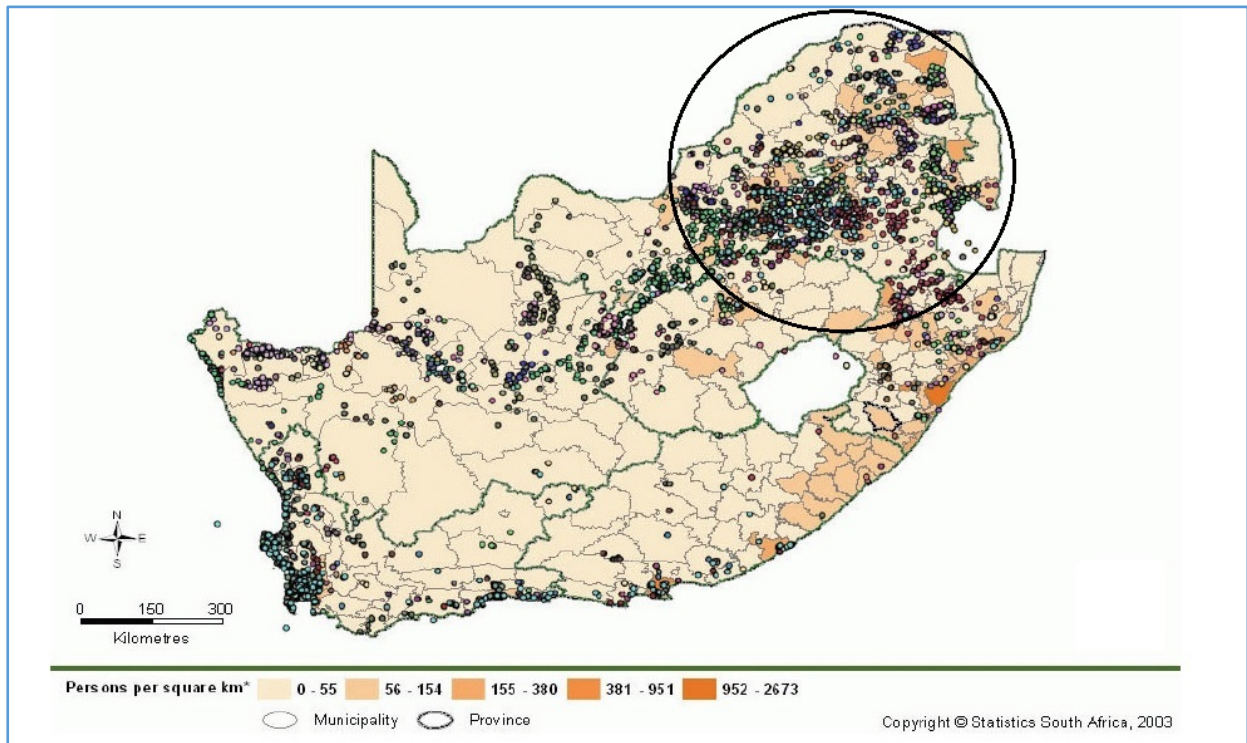 N
W E
S
0 150 300
Kilometres
Persons per square km* 0 - 55 56 - 154 155 - 380 381 - 951 952 - 2673
Municipality Province
Copyright © Statistics South Africa, 2003